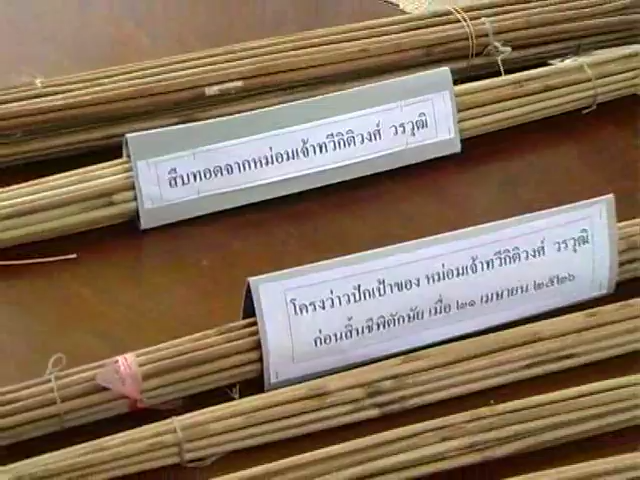 สืบทอดจากหม่อมเจ้าทวีกิติวงศ์ วรวุฒิ
โครงว่าวปักเป้าของ หม่อมเจ้าทวีกิติวงศ์ วรวุฒิ
ก่อนสิ้นชีพิตักษัย เมื่อ ๒๑ เมษายน ๒๕๒๖